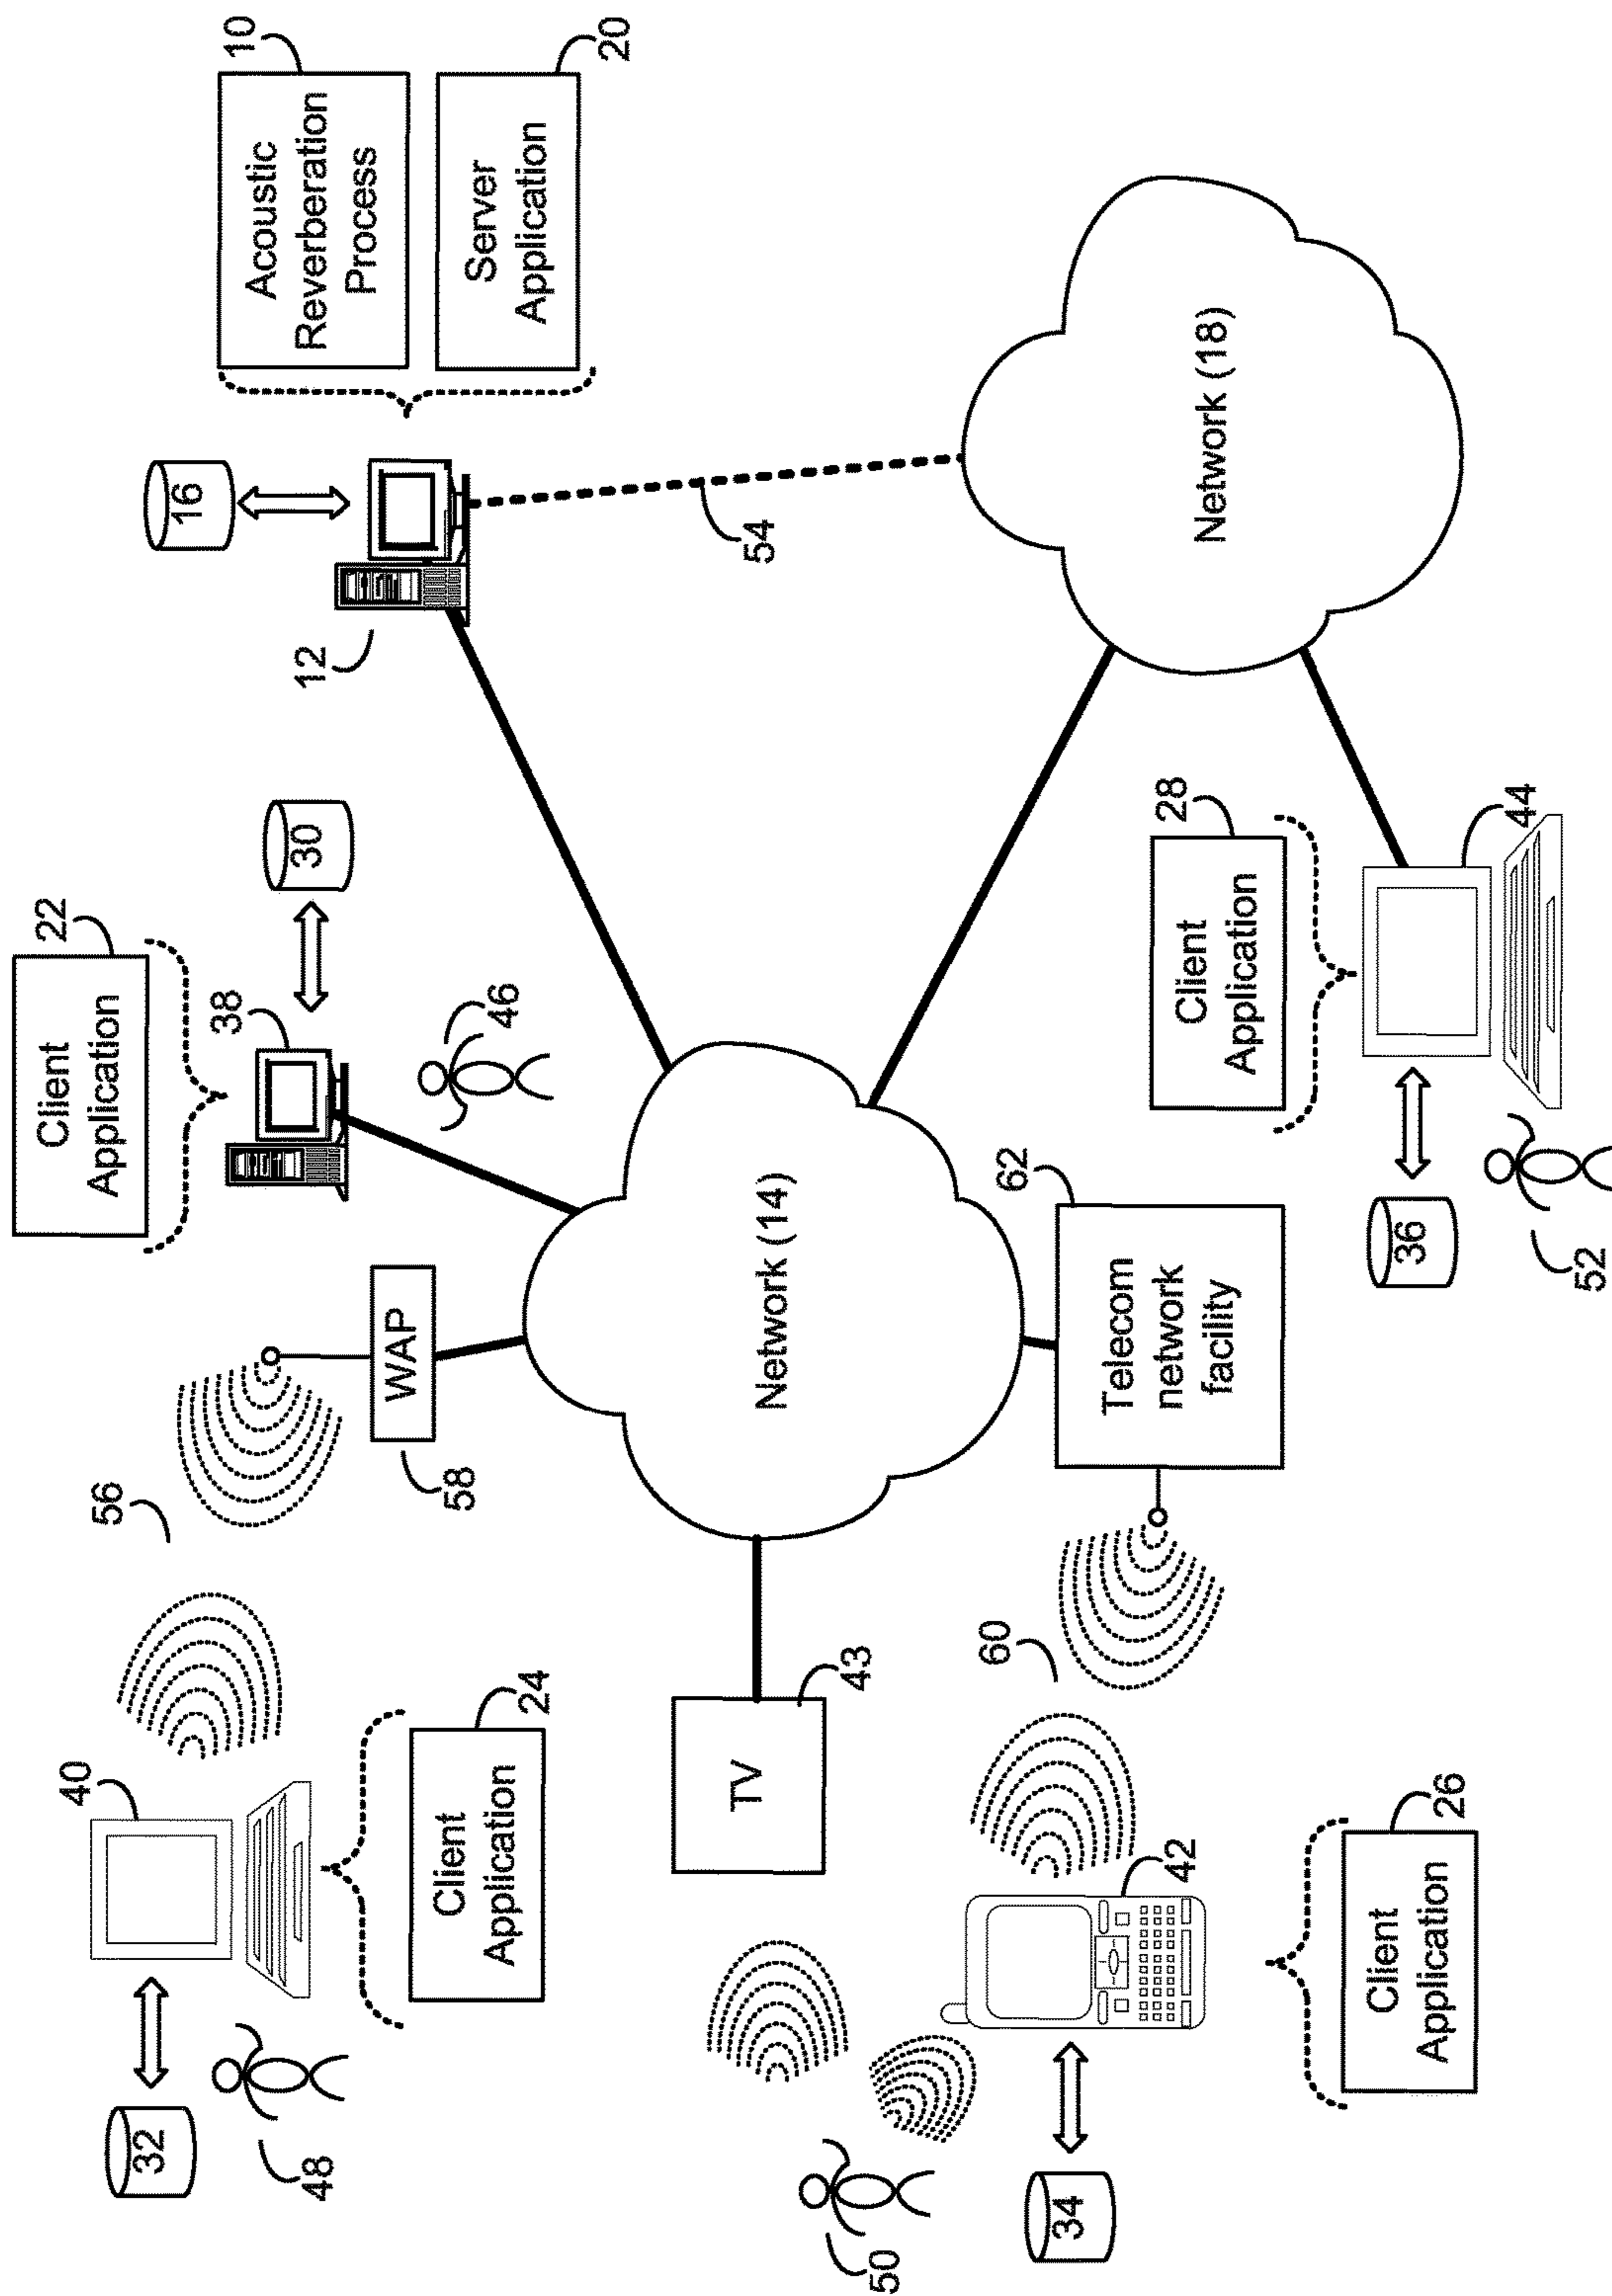 10
Acoustic
Reverberation
Process
20
Server
Application
16
12
54
Network (18)
30
22
Client
Application
38
46
28
Client
Application
44
36
52
Network (14)
62
Telecom
network
facility
WAP
58
56
40
32
48
24
Client
Application
TV
43
60
42
50
34
26
Client
Application